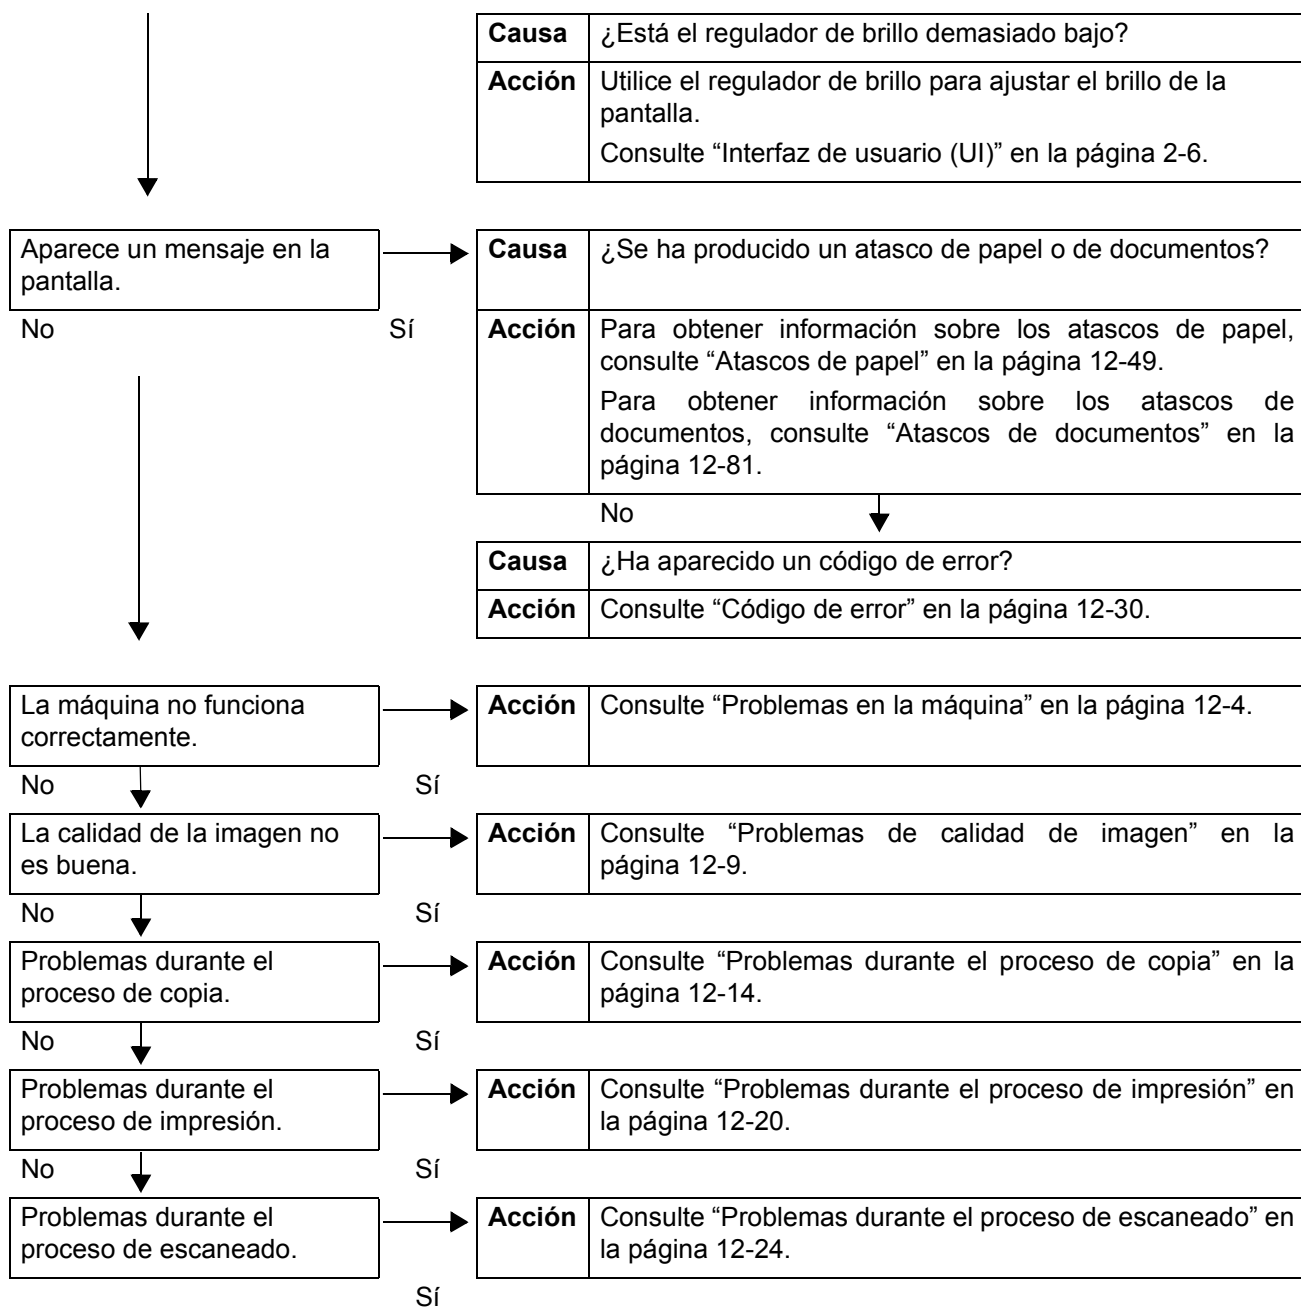 Causa ¿Está el regulador de brillo demasiado bajo?
Acción Utilice el regulador de brillo para ajustar el brillo de la
pantalla.
Consulte “Interfaz de usuario (UI)” en la página 2-6.
Aparece un mensaje en la
pantalla.
Causa ¿Se ha producido un atasco de papel o de documentos?
No Sí
Acción Para obtener información sobre los atascos de papel,
consulte “Atascos de papel” en la página 12-49.
Para obtener información sobre los atascos de
documentos, consulte “Atascos de documentos” en la
página 12-81.
No
Causa ¿Ha aparecido un código de error?
Acción Consulte “Código de error” en la página 12-30.
La máquina no funciona
correctamente.
Acción Consulte “Problemas en la máquina” en la página 12-4.
No Sí
La calidad de la imagen no
es buena.
Acción Consulte “Problemas de calidad de imagen” en la
página 12-9.
No Sí
Problemas durante el
proceso de copia.
Acción Consulte “Problemas durante el proceso de copia” en la
página 12-14.
No Sí
Problemas durante el
proceso de impresión.
Acción Consulte “Problemas durante el proceso de impresión” en
la página 12-20.
No Sí
Problemas durante el
proceso de escaneado.
Acción Consulte “Problemas durante el proceso de escaneado” en
la página 12-24.
Sí